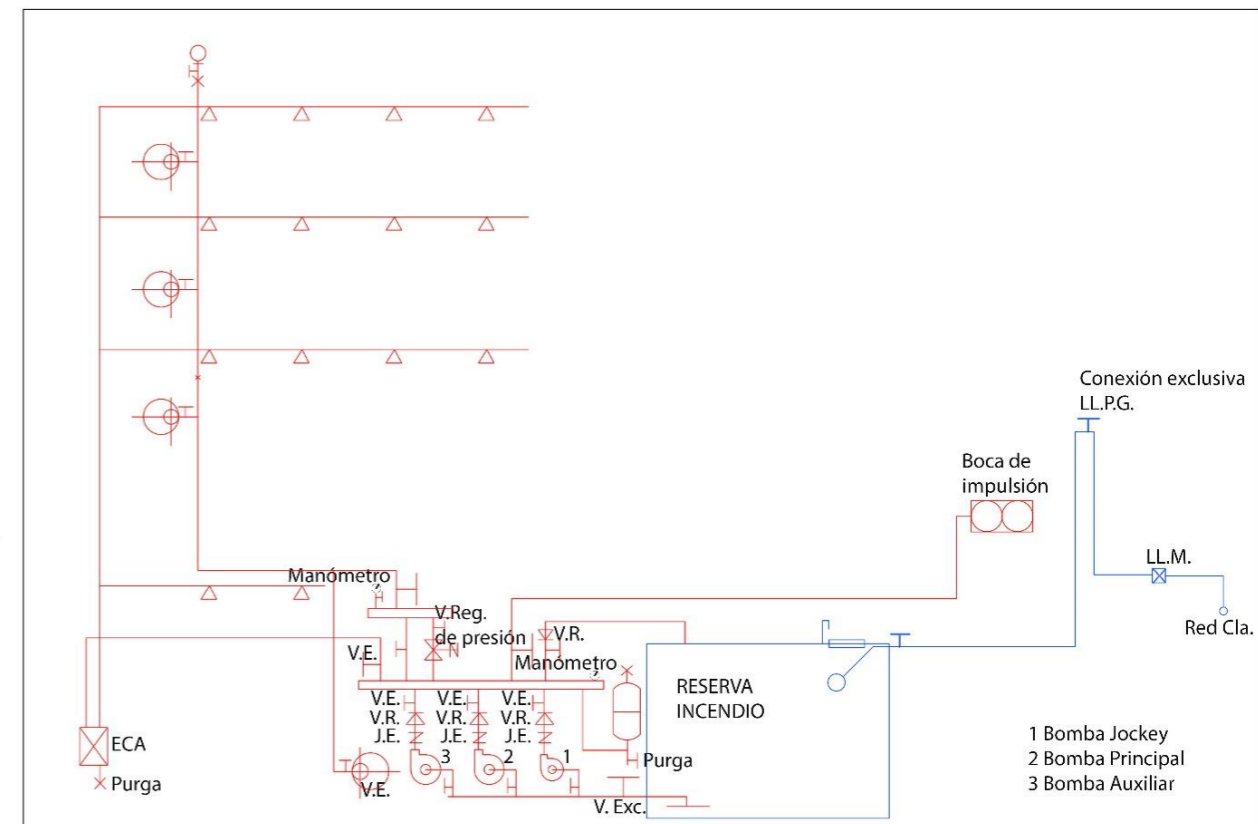 Conexión exclusiva
LL.P.G.
Boca de
impulsión
LL.M.
Red Cla.
Manómetro
V.Reg.
de presión
V.R.
V.E.
Manómetro
RESERVA
INCENDIO
V.E. V.E. V.E.
V.R. V.R. V.R.
J.E. J.E. J.E.
ECA
3 2 1
Purga
Purga
V.E.
V. Exc.
1 Bomba Jockey
2 Bomba Principal
3 Bomba Auxiliar